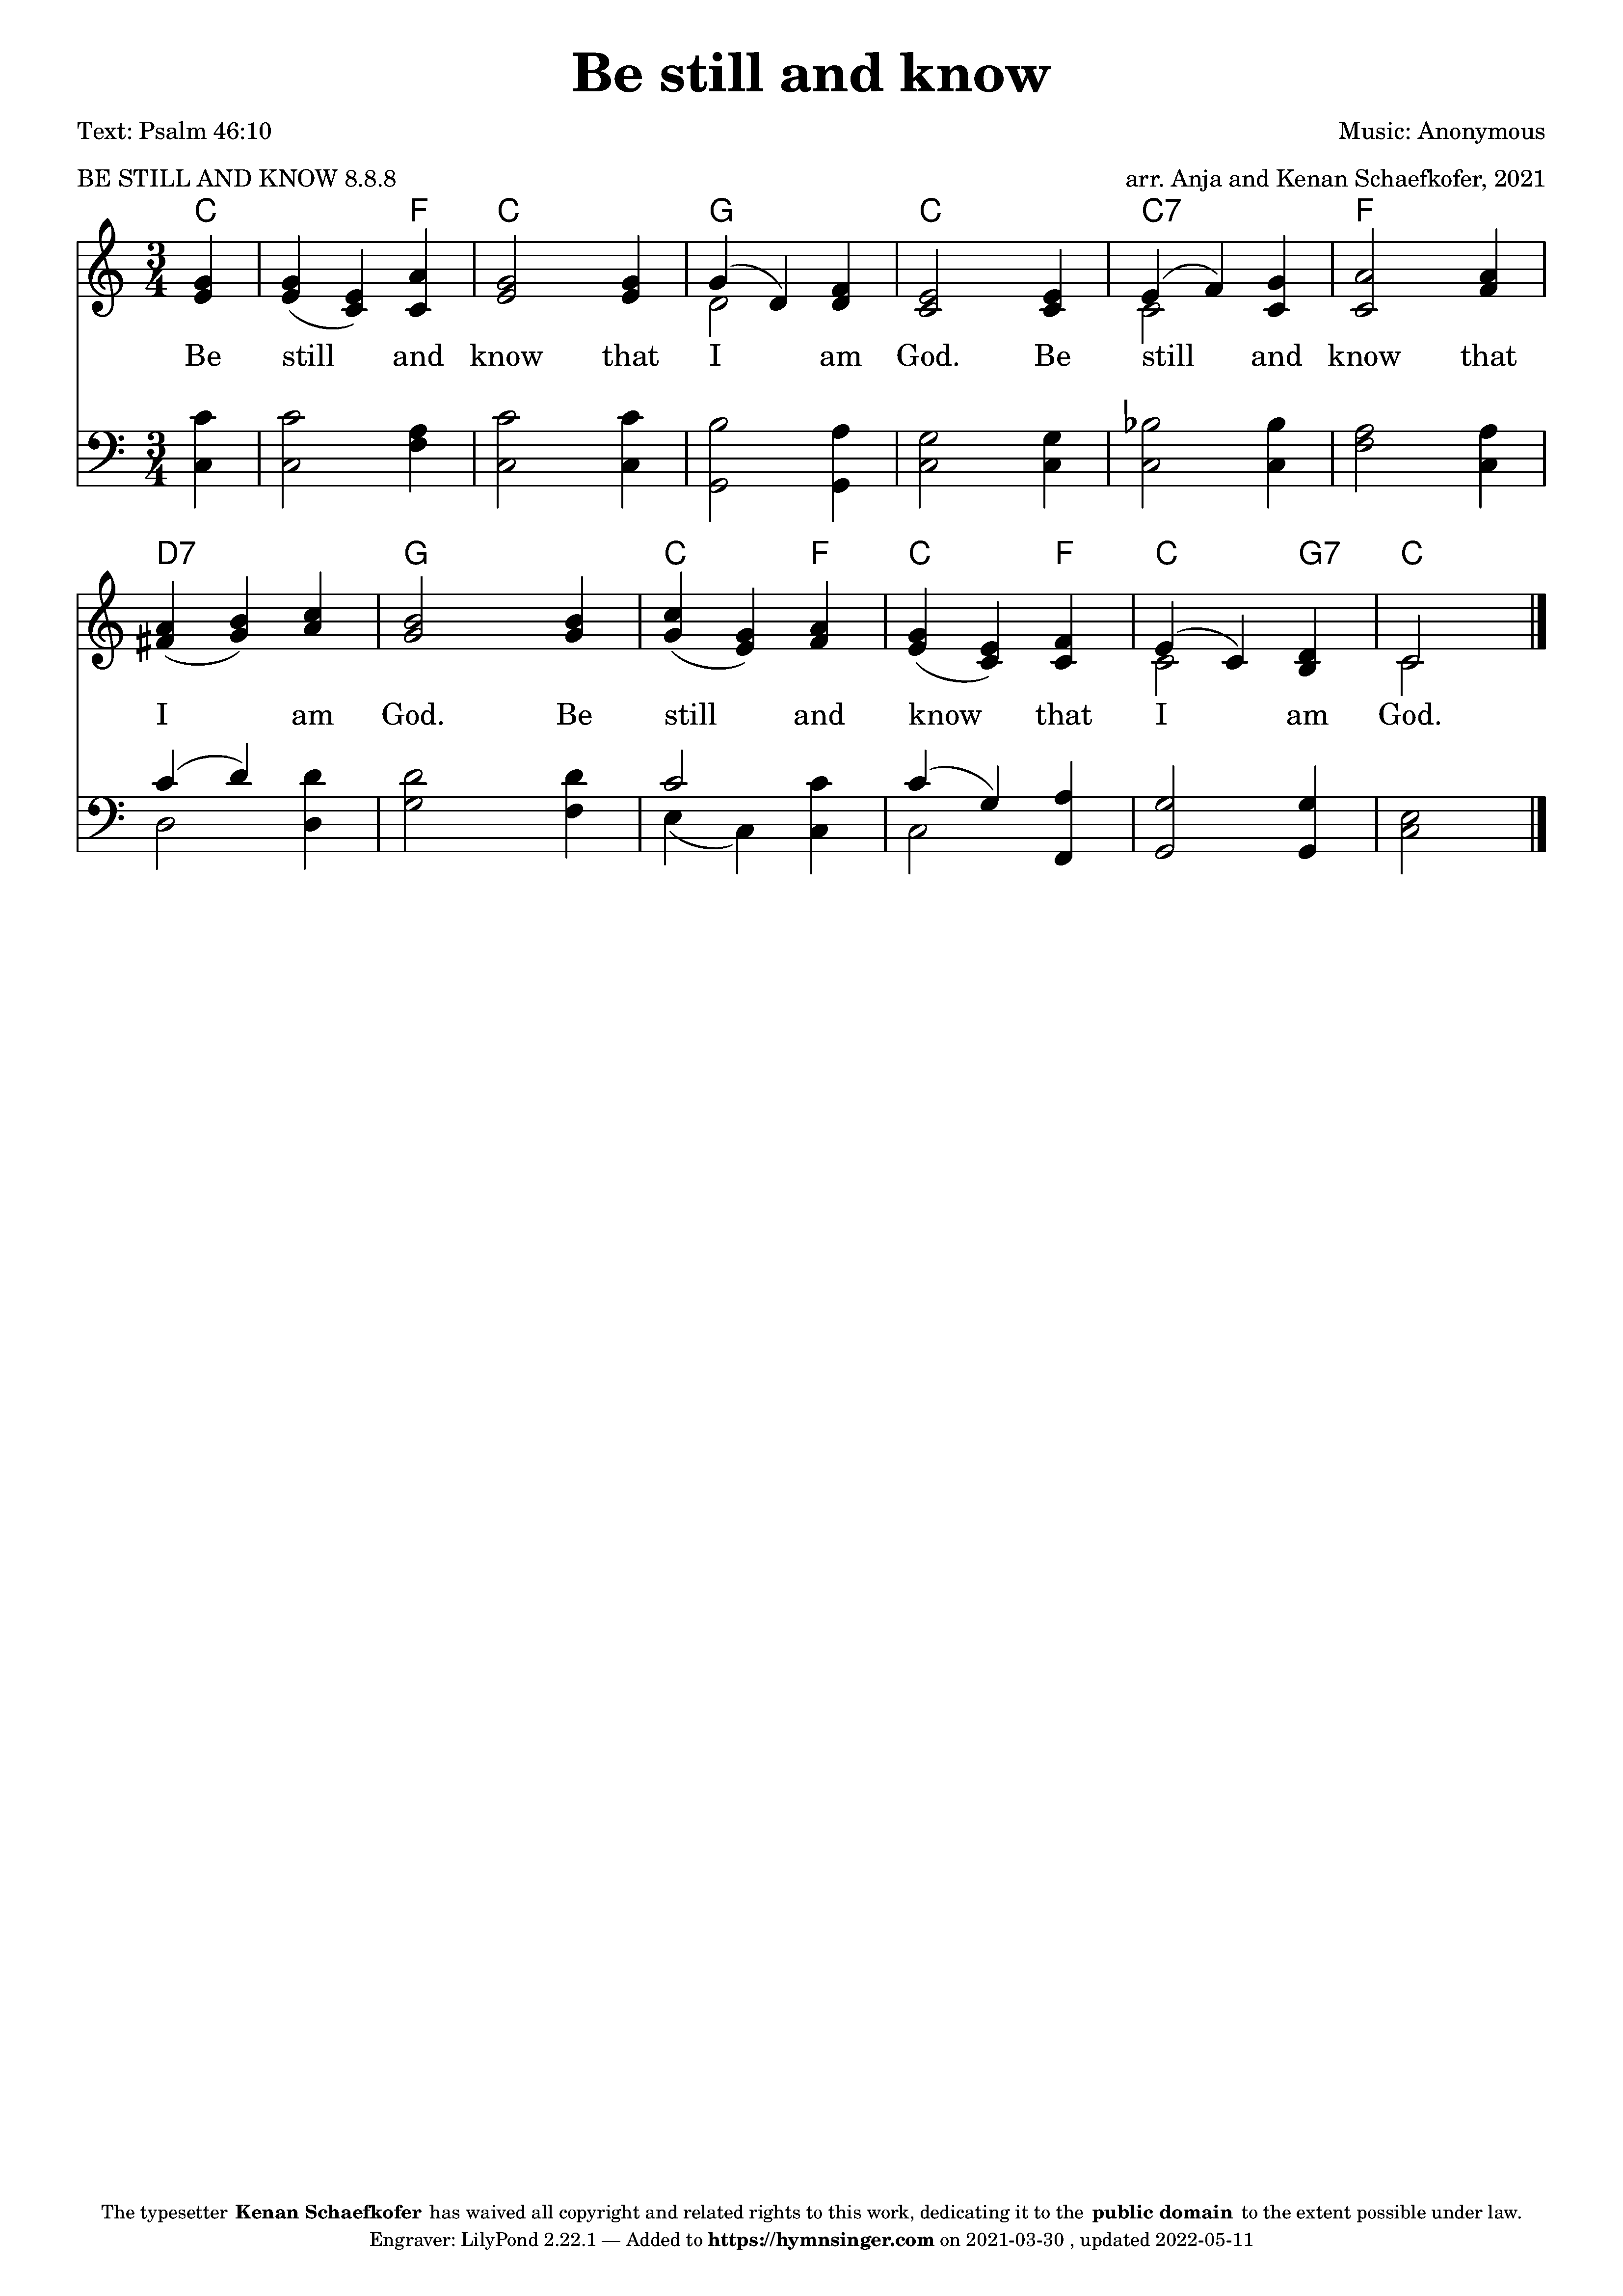 Be still and know
Text: Psalm 46:10
Music: Anonymous
BE STILL AND KNOW 8.8.8
arr. Anja and Kenan Schaefkofer, 2021
C F C G C C7 F
3 4
Be still and know that I am God. Be still and know that
3 4
D7 G C F C F C G7 C
I am God. Be still and know that I am God.
The typesetter Kenan Schaefkofer has waived all copyright and related rights to this work, dedicating it to the public domain to the extent possible under law.
Engraver: LilyPond 2.22.1 — Added to https://hymnsinger.com on 2021-03-30 , updated 2022-05-11